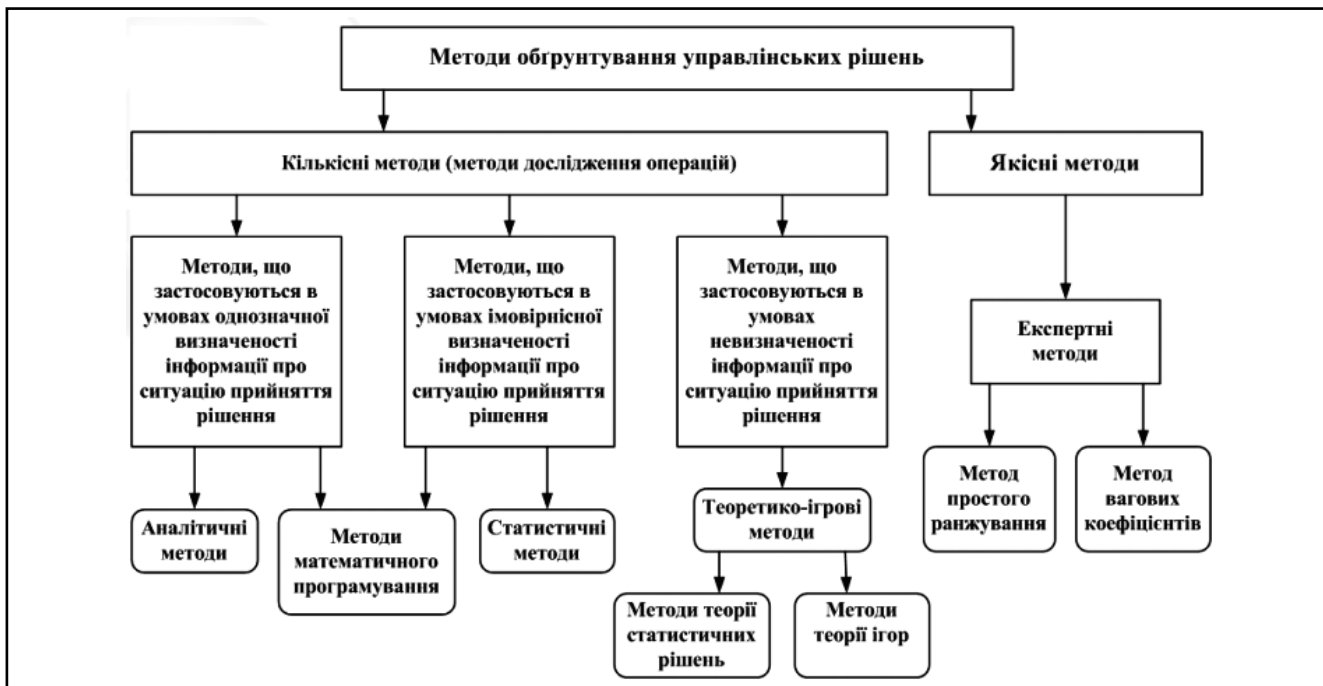 Методи обґрунтування управлінських рішень
Кількісні методи (методи дослідження операцій)
Якісні методи
Методи, що
застосовуються в
умовах однозначної
визначеності
інформації про
ситуацію прийняття
рішення
Методи, що
застосовуються в
умовах імовірнісної
визначеності
інформації про
ситуацію прийняття
рішення
Методи, що
застосовуються в
умовах
невизначеності
інформації про
ситуацію прийняття
рішення
Експертні
методи
Аналітичні
методи
Методи
математичного
програмування
Статистичні
методи
Теоретико-ігрові
методи
Метод
простого
ранжування
Метод
вагових
коефіцієнтів
Методи теорії
статистичних
рішень
Методи
теорії ігор